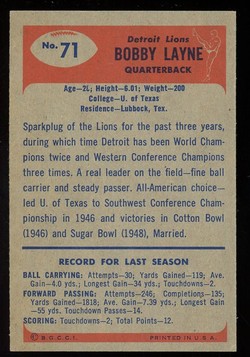 No. 71
Detroit Lions
BOBBY LAYNE
QUARTERBACK
Age—2L; Height—6.01; Weight—200
College—U. of Texas
Residence—Lubbock, Tex.
Sparkplug of the Lions for the past three years,
during which time Detroit has been World Cham-
pions twice and Western Conference Champions
three times. A real leader on the field—fine ball
carrier and steady passer. All-American choice—
led U. of Texas to Southwest Conference Champion-
ship in 1946 and victories in Cotton Bowl
(1946) and Sugar Bowl (1948), Married.
RECORD FOR LAST SEASON
BALL CARRYING: Attempts—30; Yards Gained—119; Ave.
Gain—4.0 yds.; Longest Gain—34 yds.; Touchdowns—2.
FORWARD PASSING: Attempts—246; Completions—135;
Yards Gained—1818; Ave. Gain—7.39 yds.; Longest Gain
—55 yds. Touchdown Passes—14.
SCORING: Touchdowns—2; Total Points—12.
© B.C.C.I.
PRINTED IN U.S.A.